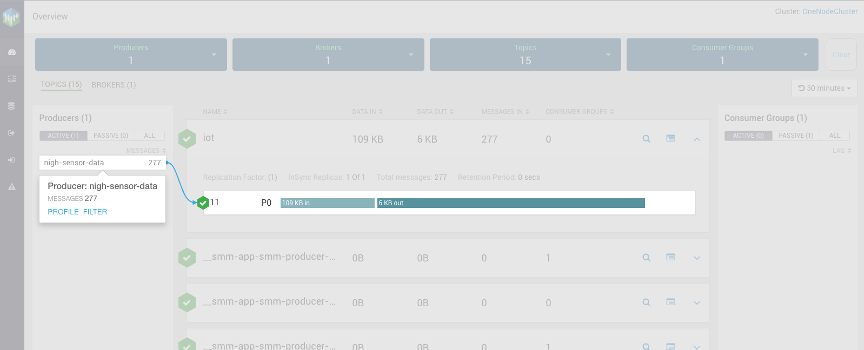 Overview
Cluster: OneNodeCluster
Producers
1
Brokers
1
Topics
15
Consumer Groups
1
Clear
TOPICS (15)
BROKERS (1)
30 minutes
Producers (1)
ACTIVE (1)
PASSIVE (0)
ALL
MESSAGES
nigh-sensor-data
277
Producer: nigh-sensor-data
MESSAGES 277
PROFILE
FILTER
NAME
DATA IN
DATA OUT
MESSAGES IN
CONSUMER GROUPS
iot
109 KB
6 KB
277
0
Replication Factor: (1)
InSync Replicas: 1 Of 1
Total messages: 277
Retention Period: 0 secs
11
P0
109 KB in
6 KB out
__smm-app-smm-producer-...
0B
0B
0
1
__smm-app-smm-producer-...
0B
0B
0
0
__smm-app-smm-producer-...
0B
0B
0
1
Consumer Groups (1)
ACTIVE (0)
PASSIVE (1)
ALL
LAG